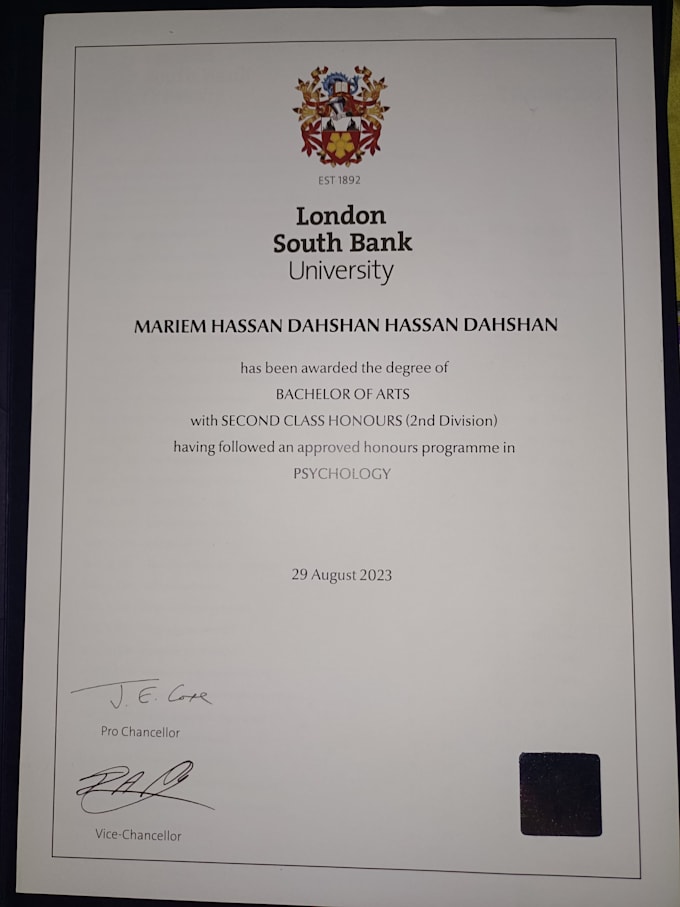 EST 1892
London
South Bank
University
MARIEM HASSAN DAHSHAN HASSAN DAHSHAN
has been awarded the degree of
BACHELOR OF ARTS
with SECOND CLASS HONOURS (2nd Division)
having followed an approved honours programme in
PSYCHOLOGY
29 August 2023
J. E. Cope
Pro Chancellor
Vice-Chancellor